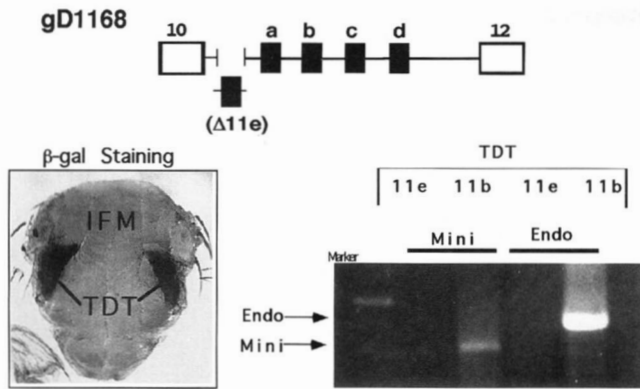 gD1168
10 a b c d 12
(Δ11e)
β-gal Staining
IFM
TDT
TDT
11e 11b 11e 11b
Mini Endo
Marker
Endo
Mini